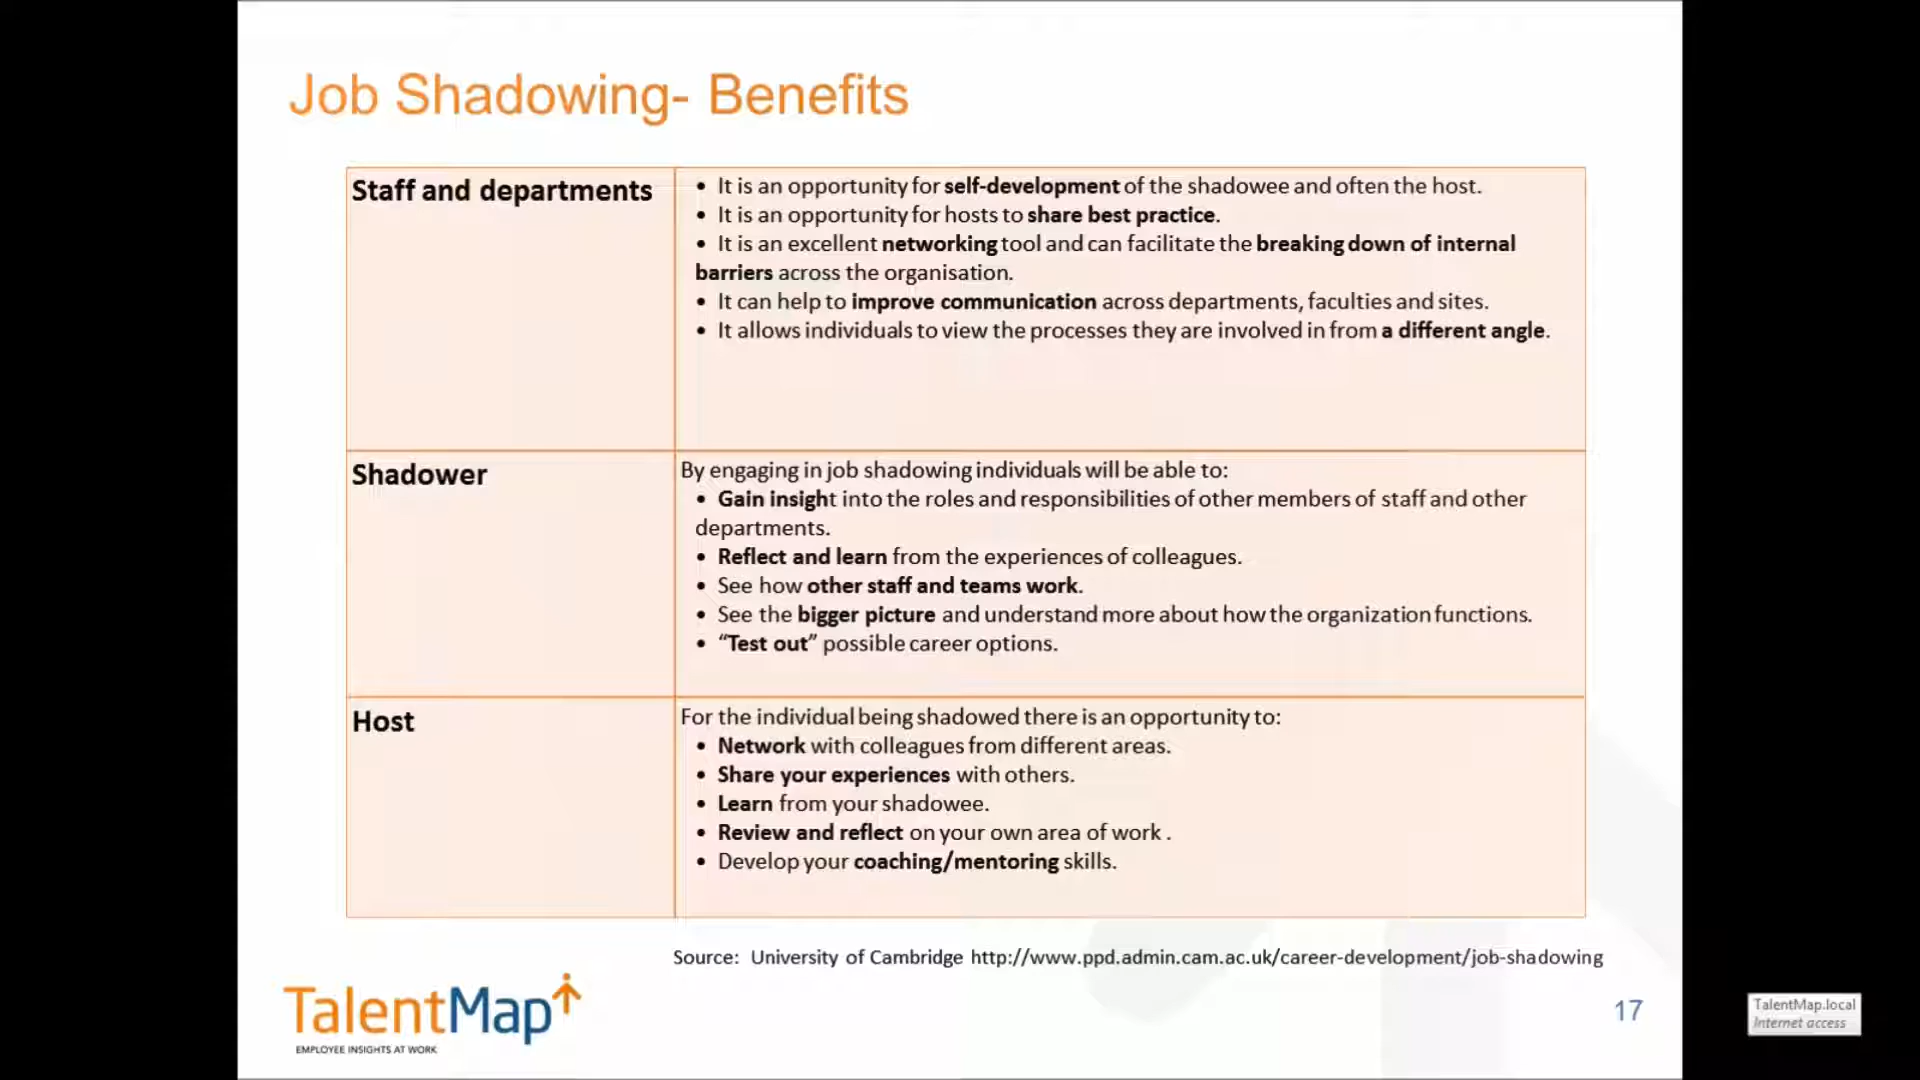 Job Shadowing- Benefits
Staff and departments
• It is an opportunity for self-development of the shadowee and often the host.
• It is an opportunity for hosts to share best practice.
• It is an excellent networking tool and can facilitate the breaking down of internal
barriers across the organisation.
• It can help to improve communication across departments, faculties and sites.
• It allows individuals to view the processes they are involved in from a different angle.
Shadower
By engaging in job shadowing individuals will be able to:
• Gain insight into the roles and responsibilities of other members of staff and other
departments.
• Reflect and learn from the experiences of colleagues.
• See how other staff and teams work.
• See the bigger picture and understand more about how the organization functions.
• “Test out” possible career options.
Host
For the individual being shadowed there is an opportunity to:
• Network with colleagues from different areas.
• Share your experiences with others.
• Learn from your shadowee.
• Review and reflect on your own area of work .
• Develop your coaching/mentoring skills.
Source: University of Cambridge http://www.ppd.admin.cam.ac.uk/career-development/job-shadowing
TalentMap
EMPLOYEE INSIGHTS AT WORK
17
TalentMap.local
Internet access